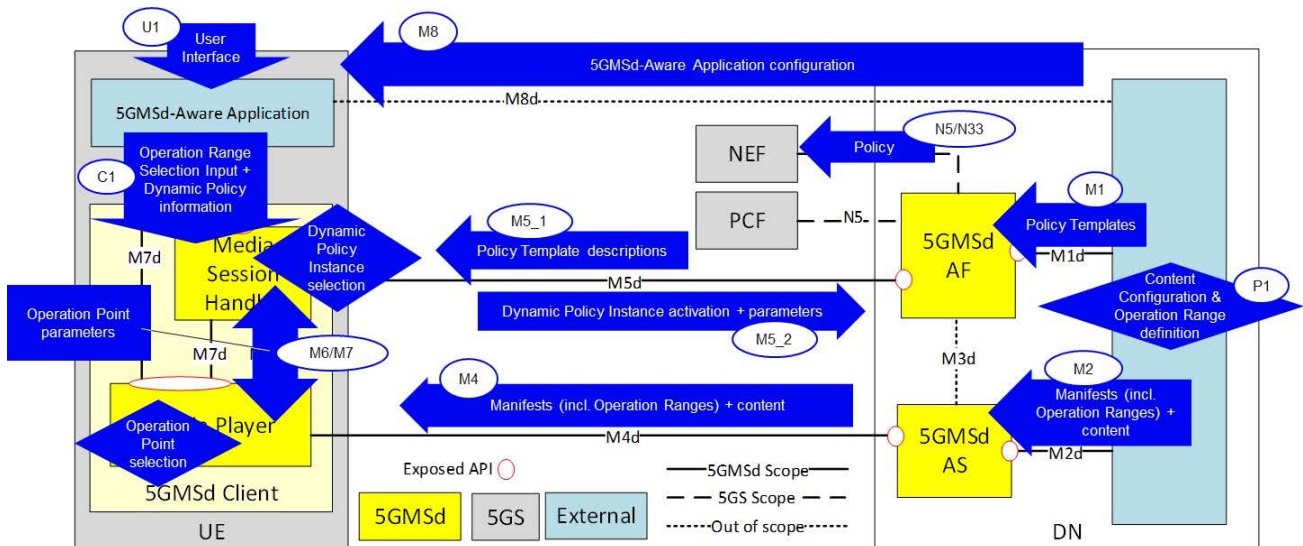 U1
User
Interface
M8
5GMSd-Aware Application configuration
5GMSd-Aware Application
M8d
N5/N33
NEF
Policy
C1
Operation Range
Selection Input +
Dynamic Policy
information
M1
Policy Templates
PCF
N5
5GMSd
AF
M1d
M5_1
Policy Template descriptions
Dynamic
Policy
Instance
selection
Media
Session
M7d
M5d
P1
Content
Configuration &
Operation Range
definition
Operation Point
parameters
Dynamic Policy Instance activation + parameters
M5_2
M7d
M6/M7
M3d
M4
Manifests (incl. Operation Ranges) + content
M2
Manifests (incl.
Operation Ranges) +
content
M4d
5GMSd
AS
M2d
Operation
Point
selection
Player
5GMSd Client
UE
Exposed API
5GMSd
5GS
External
5GMSd Scope
5GS Scope
Out of scope
DN